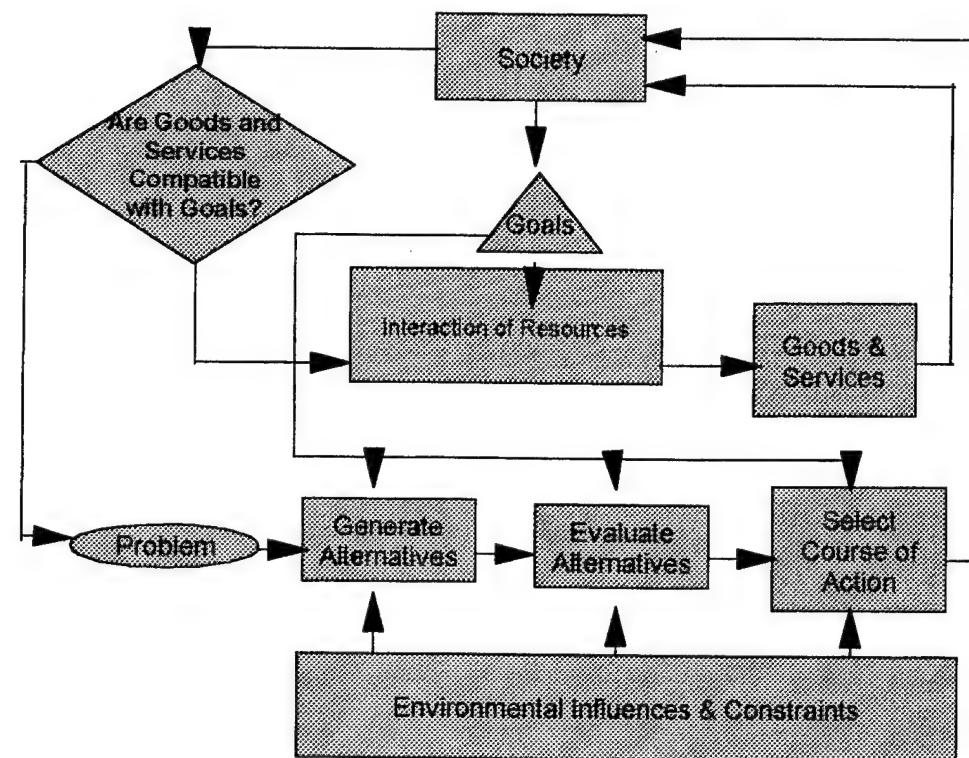 Society
Are Goods and
Services
Compatible
with Goals?
Goals
Interaction of Resources
Goods &
Services
Problem
Generate
Alternatives
Evaluate
Alternatives
Select
Course of
Action
Environmental Influences & Constraints